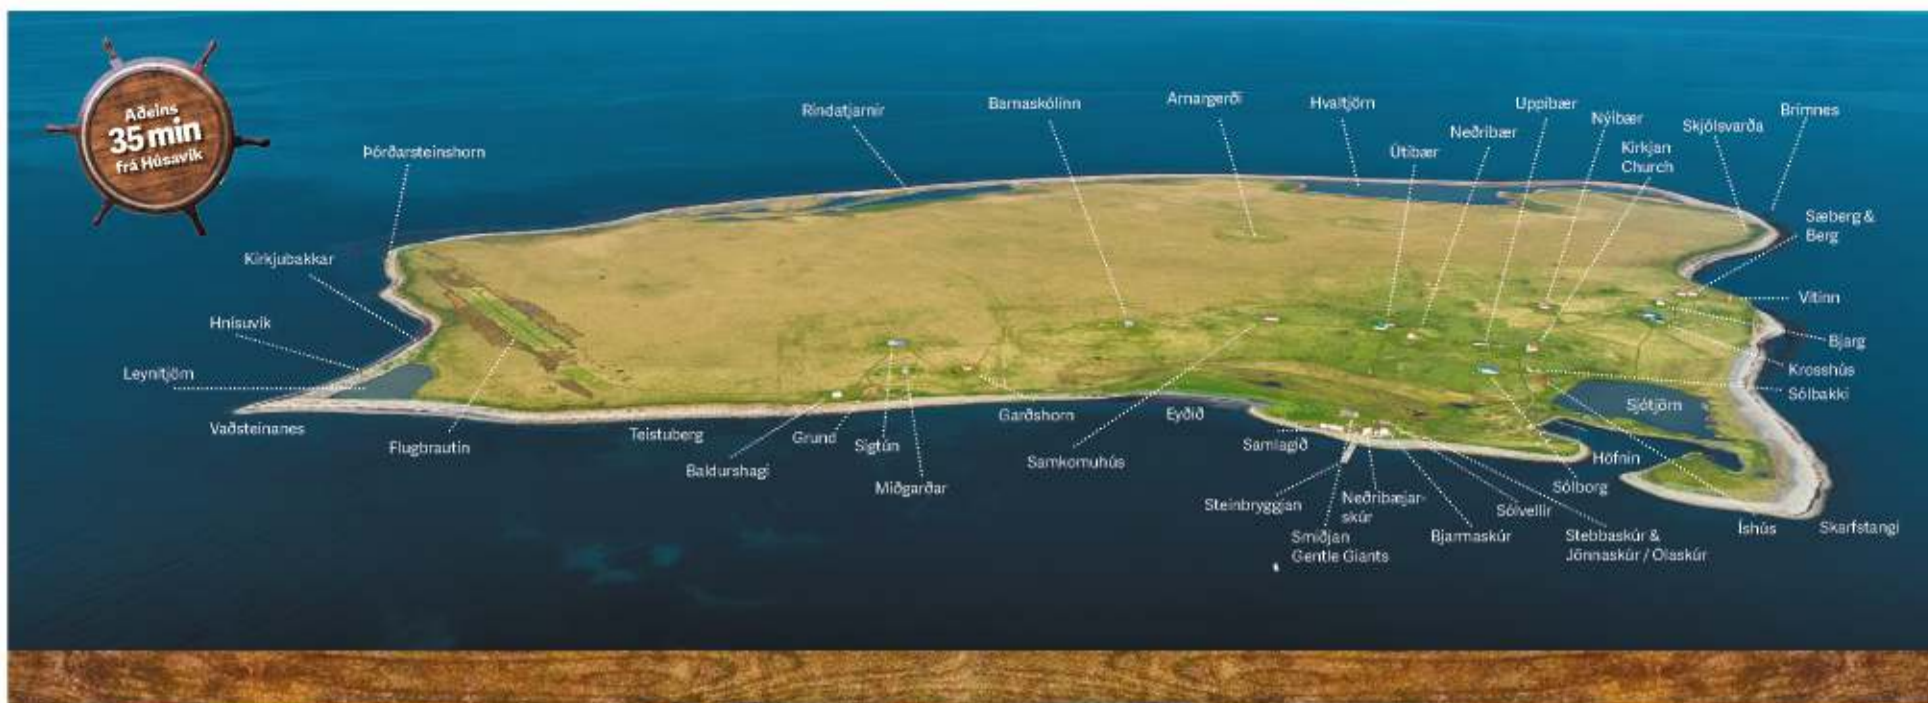 Aðeins
35 min
frá Húsavík
Þórðarsteinshorn
Rindatjarnir
Barnaskólinn
Arnargerði
Hvaltjörn
Uppibær
Neðribær
Nýibær
Skjólsvarða
Brimnes
Útibær
Kirkjan
Church
Sæberg &
Berg
Kirkjubakkar
Vitinn
Hnísuvík
Bjarg
Leynitjörn
Krosshús
Sólbakki
Sjótjörn
Vaðsteinanes
Flugbrautin
Teistuberg
Grund
Sigtún
Garðshorn
Eyðið
Baldurshagi
Miðgarðar
Samkomuhús
Samlagið
Höfnin
Sólborg
Steinbryggjan
Neðribæjar-
skúr
Sólvellir
Íshús
Skarfstangi
Smiðjan
Gentle Giants
Bjarmaskúr
Stebbaskúr &
Jónnaskúr / Ólaskúr